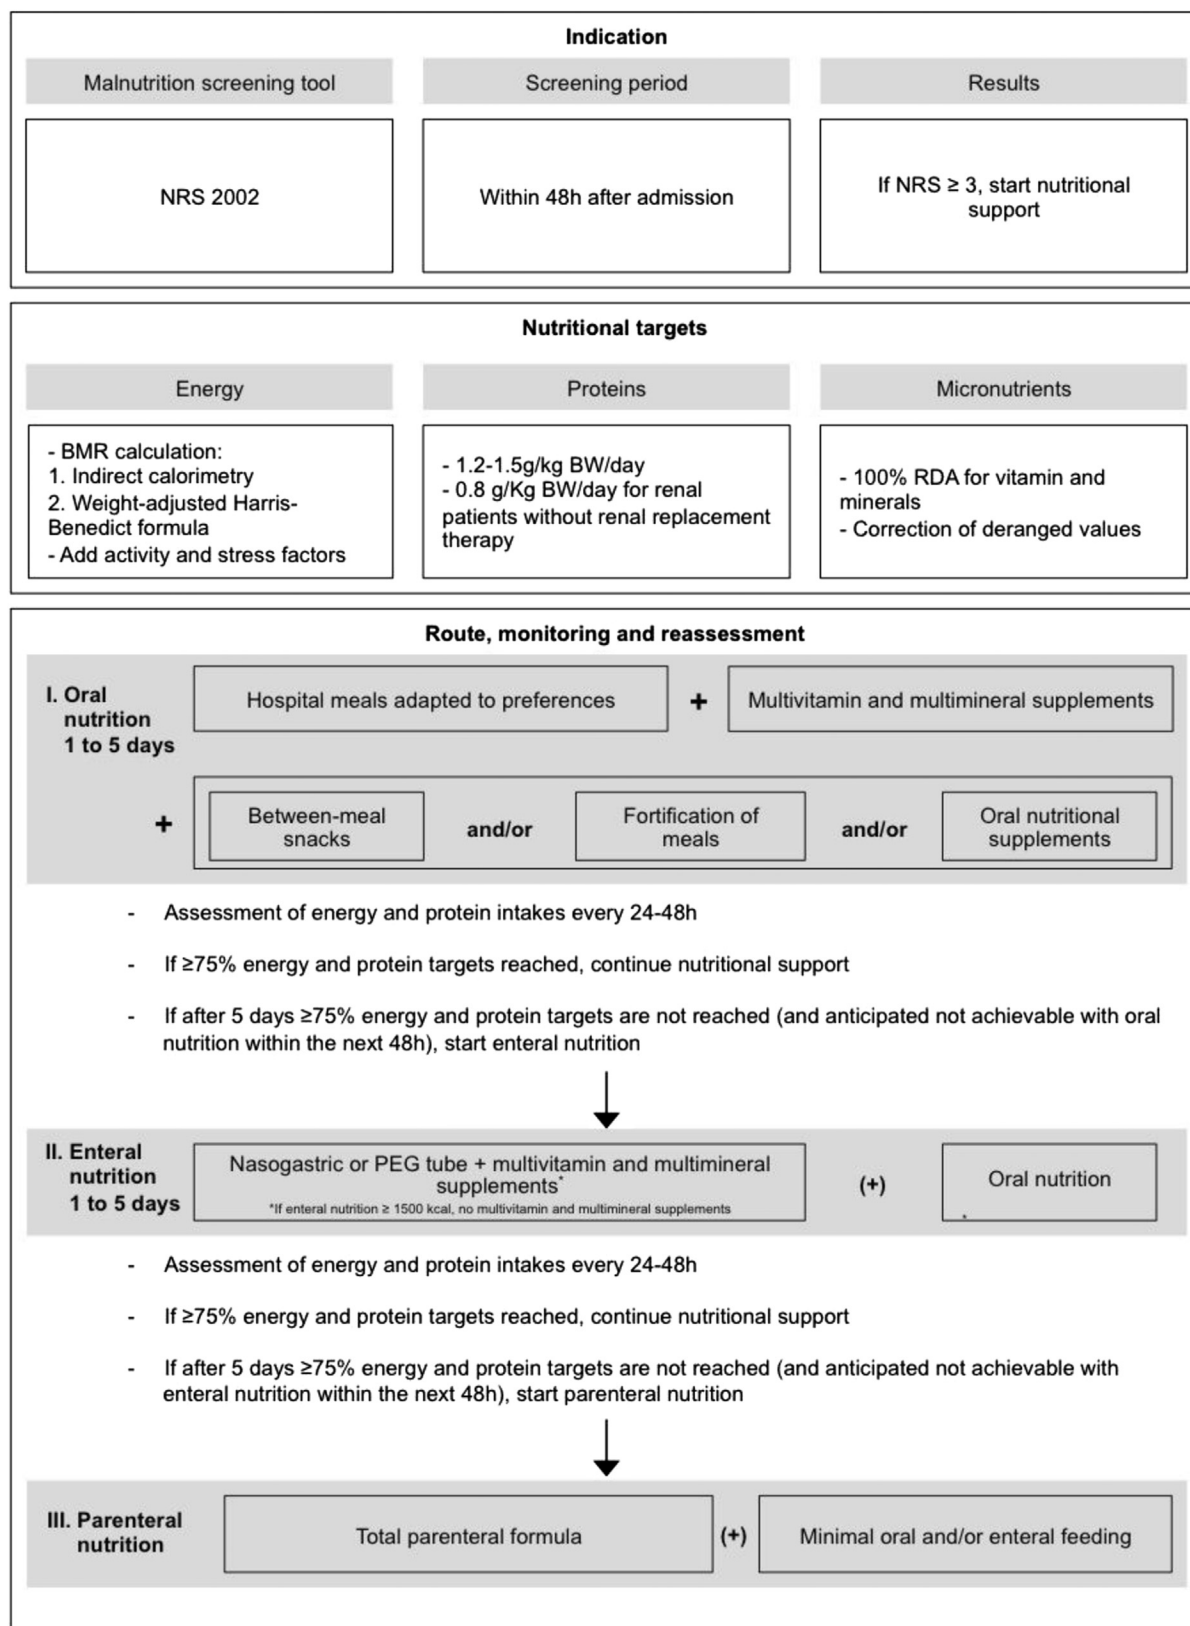 Indication
Malnutrition screening tool
Screening period
Results
NRS 2002
Within 48h after admission
If NRS ≥ 3, start nutritional
support
Nutritional targets
Energy
Proteins
Micronutrients
- BMR calculation:
1. Indirect calorimetry
2. Weight-adjusted Harris-
Benedict formula
- Add activity and stress factors
- 1.2-1.5g/kg BW/day
- 0.8 g/Kg BW/day for renal
patients without renal replacement
therapy
- 100% RDA for vitamin and
minerals
- Correction of deranged values
Route, monitoring and reassessment
I. Oral
nutrition
1 to 5 days
Hospital meals adapted to preferences
+
Multivitamin and multimineral supplements
+
Between-meal
snacks
and/or
Fortification of
meals
and/or
Oral nutritional
supplements
- Assessment of energy and protein intakes every 24-48h
- If ≥75% energy and protein targets reached, continue nutritional support
- If after 5 days ≥75% energy and protein targets are not reached (and anticipated not achievable with oral
nutrition within the next 48h), start enteral nutrition
II. Enteral
nutrition
1 to 5 days
Nasogastric or PEG tube + multivitamin and multimineral
supplements*
*If enteral nutrition ≥ 1500 kcal, no multivitamin and multimineral supplements
(+)
Oral nutrition
*
- Assessment of energy and protein intakes every 24-48h
- If ≥75% energy and protein targets reached, continue nutritional support
- If after 5 days ≥75% energy and protein targets are not reached (and anticipated not achievable with
enteral nutrition within the next 48h), start parenteral nutrition
III. Parenteral
nutrition
Total parenteral formula
(+)
Minimal oral and/or enteral feeding